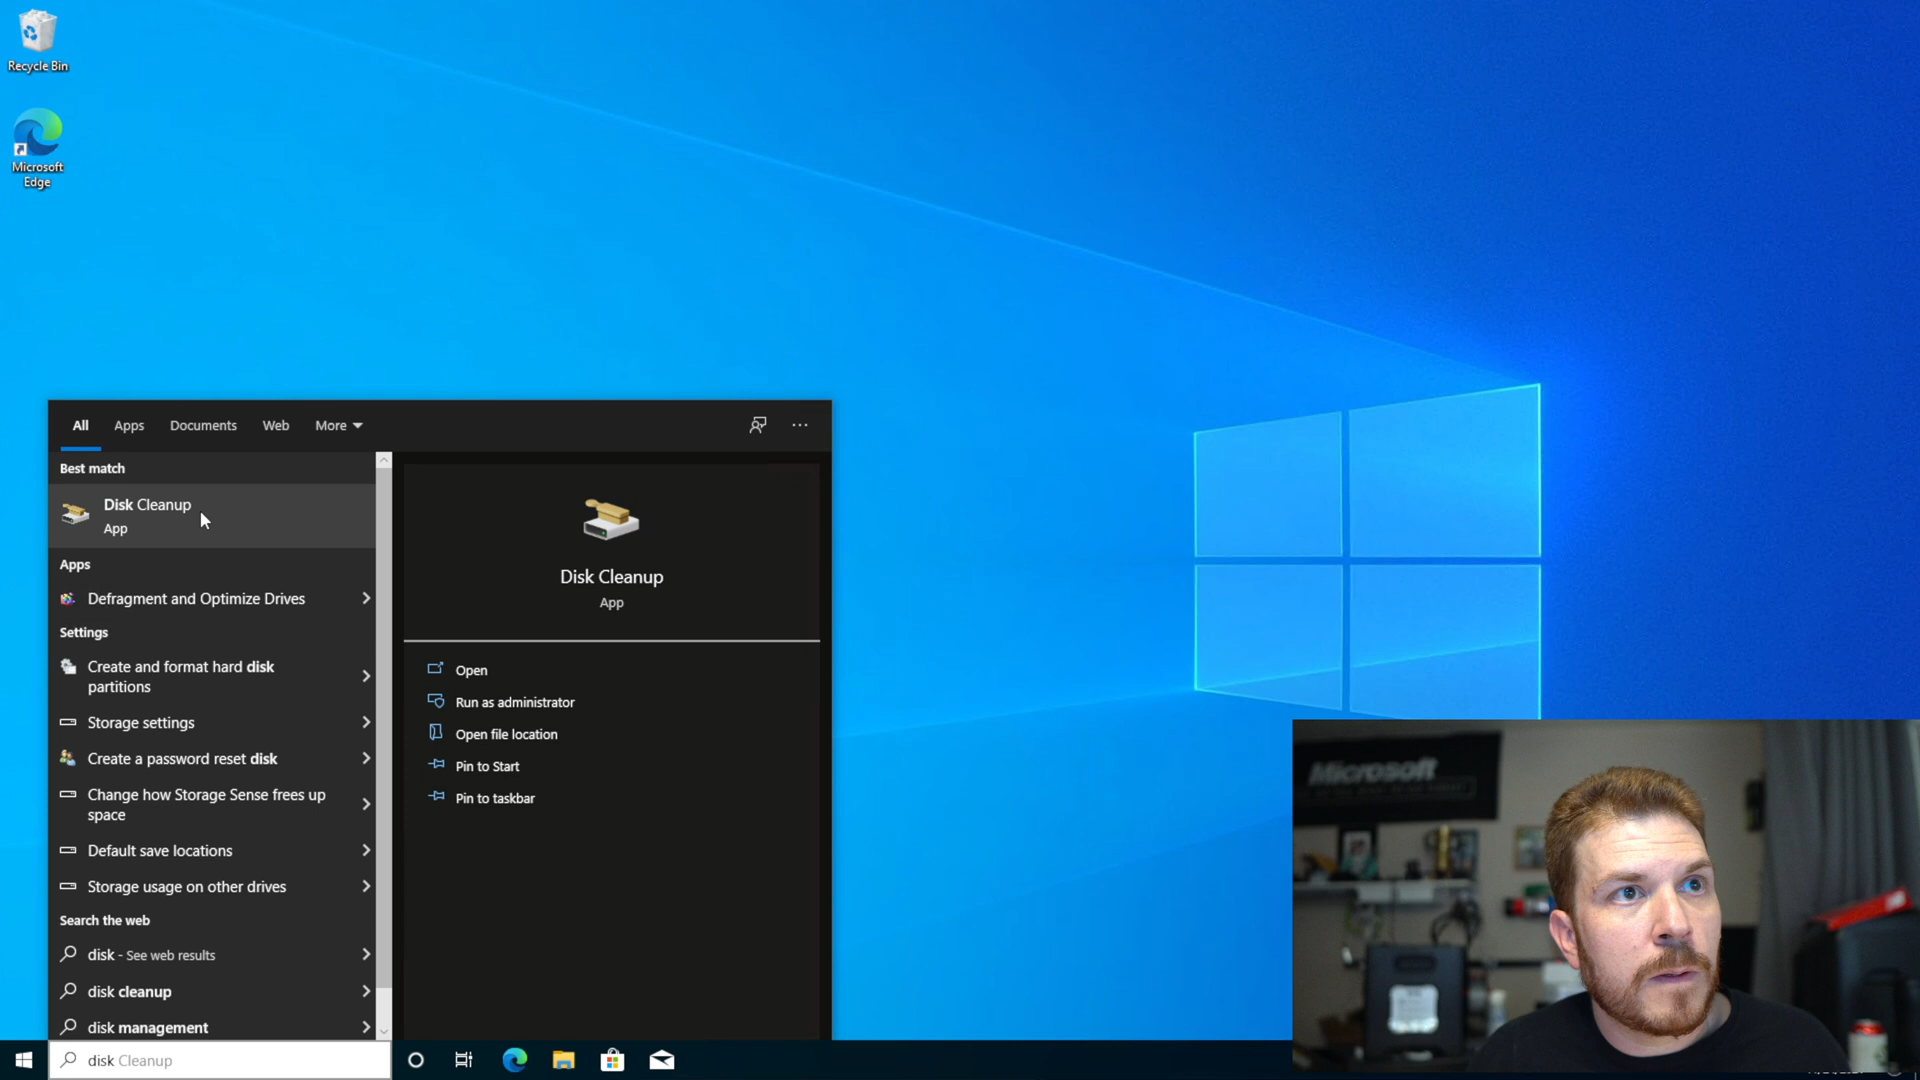 Recycle Bin
Microsoft
Edge
All Apps Documents Web More
Best match
Disk Cleanup
App
Apps
Defragment and Optimize Drives
Settings
Create and format hard disk
partitions
Storage settings
Create a password reset disk
Change how Storage Sense frees up
space
Default save locations
Storage usage on other drives
Search the web
disk - See web results
disk cleanup
disk management
disk Cleanup
Disk Cleanup
App
Open
Run as administrator
Open file location
Pin to Start
Pin to taskbar
Microsoft